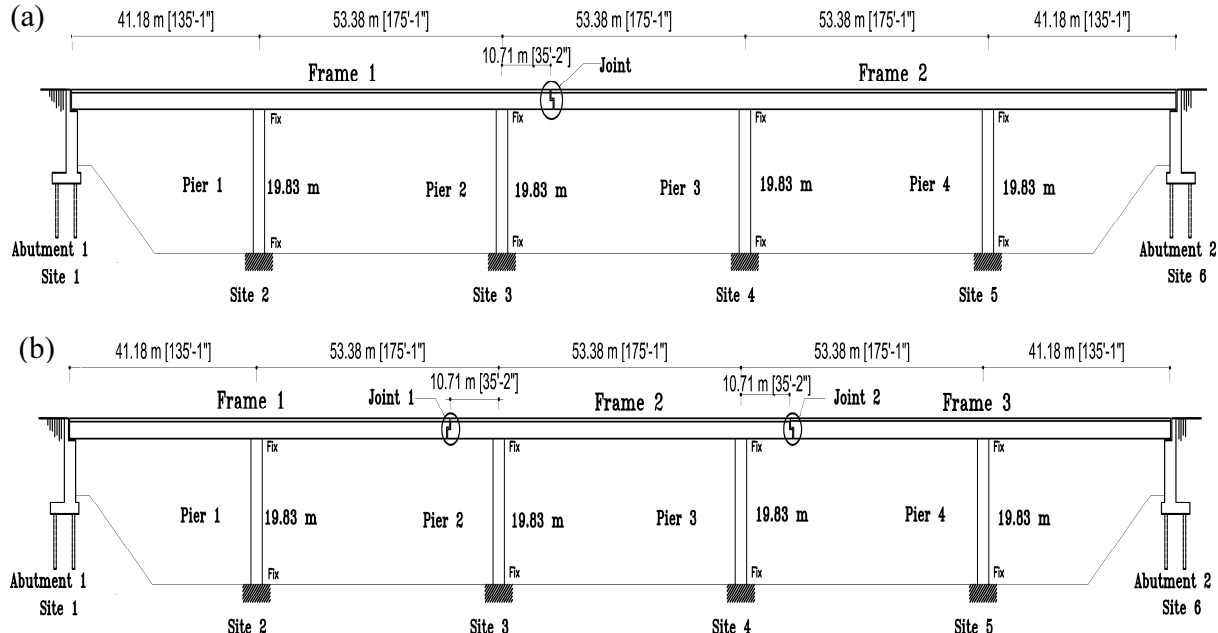 (a)
41.18 m [135'-1"] 53.38 m [175'-1"] 53.38 m [175'-1"] 53.38 m [175'-1"] 41.18 m [135'-1"]
10.71 m [35'-2"]
Joint
Frame 1 Frame 2
Fix Fix Fix Fix
Pier 1 19.83 m Pier 2 19.83 m Pier 3 19.83 m Pier 4 19.83 m
Fix Fix Fix Fix
Abutment 1 Abutment 2
Site 1 Site 6
Site 2 Site 3 Site 4 Site 5
(b)
41.18 m [135'-1"] 53.38 m [175'-1"] 53.38 m [175'-1"] 53.38 m [175'-1"] 41.18 m [135'-1"]
10.71 m [35'-2"] 10.71 m [35'-2"]
Frame 1 Joint 1 Frame 2 Joint 2 Frame 3
Fix Fix Fix Fix
Pier 1 19.83 m Pier 2 19.83 m Pier 3 19.83 m Pier 4 19.83 m
Fix Fix Fix Fix
Abutment 1 Abutment 2
Site 1 Site 6
Site 2 Site 3 Site 4 Site 5